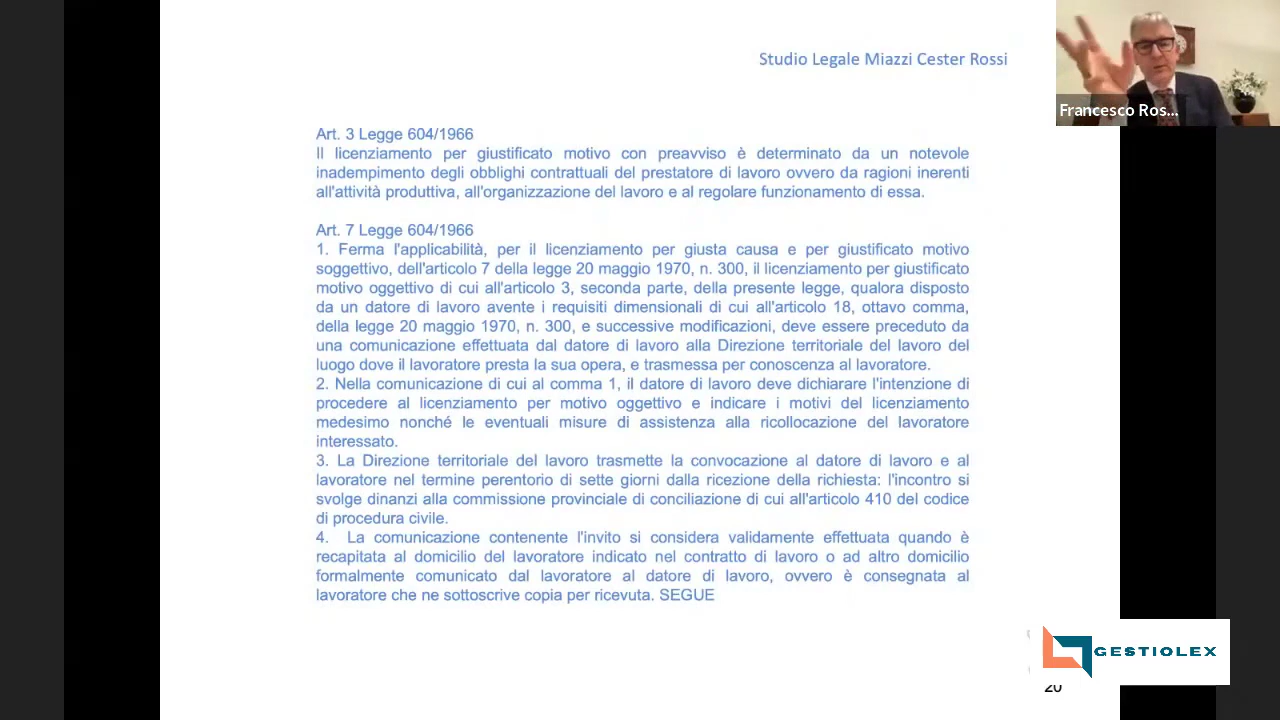 Studio Legale Miazzi Cester Rossi
Francesco Ros...
Art. 3 Legge 604/1966
Il licenziamento per giustificato motivo con preavviso è determinato da un notevole
inadempimento degli obblighi contrattuali del prestatore di lavoro ovvero da ragioni inerenti
all'attività produttiva, all'organizzazione del lavoro e al regolare funzionamento di essa.
Art. 7 Legge 604/1966
1. Ferma l'applicabilità, per il licenziamento per giusta causa e per giustificato motivo
soggettivo, dell'articolo 7 della legge 20 maggio 1970, n. 300, il licenziamento per giustificato
motivo oggettivo di cui all'articolo 3, seconda parte, della presente legge, qualora disposto
da un datore di lavoro avente i requisiti dimensionali di cui all'articolo 18, ottavo comma,
della legge 20 maggio 1970, n. 300, e successive modificazioni, deve essere preceduto da
una comunicazione effettuata dal datore di lavoro alla Direzione territoriale del lavoro del
luogo dove il lavoratore presta la sua opera, e trasmessa per conoscenza al lavoratore.
2. Nella comunicazione di cui al comma 1, il datore di lavoro deve dichiarare l'intenzione di
procedere al licenziamento per motivo oggettivo e indicare i motivi del licenziamento
medesimo nonché le eventuali misure di assistenza alla ricollocazione del lavoratore
interessato.
3. La Direzione territoriale del lavoro trasmette la convocazione al datore di lavoro e al
lavoratore nel termine perentorio di sette giorni dalla ricezione della richiesta: l'incontro si
svolge dinanzi alla commissione provinciale di conciliazione di cui all'articolo 410 del codice
di procedura civile.
4. La comunicazione contenente l'invito si considera validamente effettuata quando è
recapitata al domicilio del lavoratore indicato nel contratto di lavoro o ad altro domicilio
formalmente comunicato dal lavoratore al datore di lavoro, ovvero è consegnata al
lavoratore che ne sottoscrive copia per ricevuta. SEGUE
GESTIOLEX
20